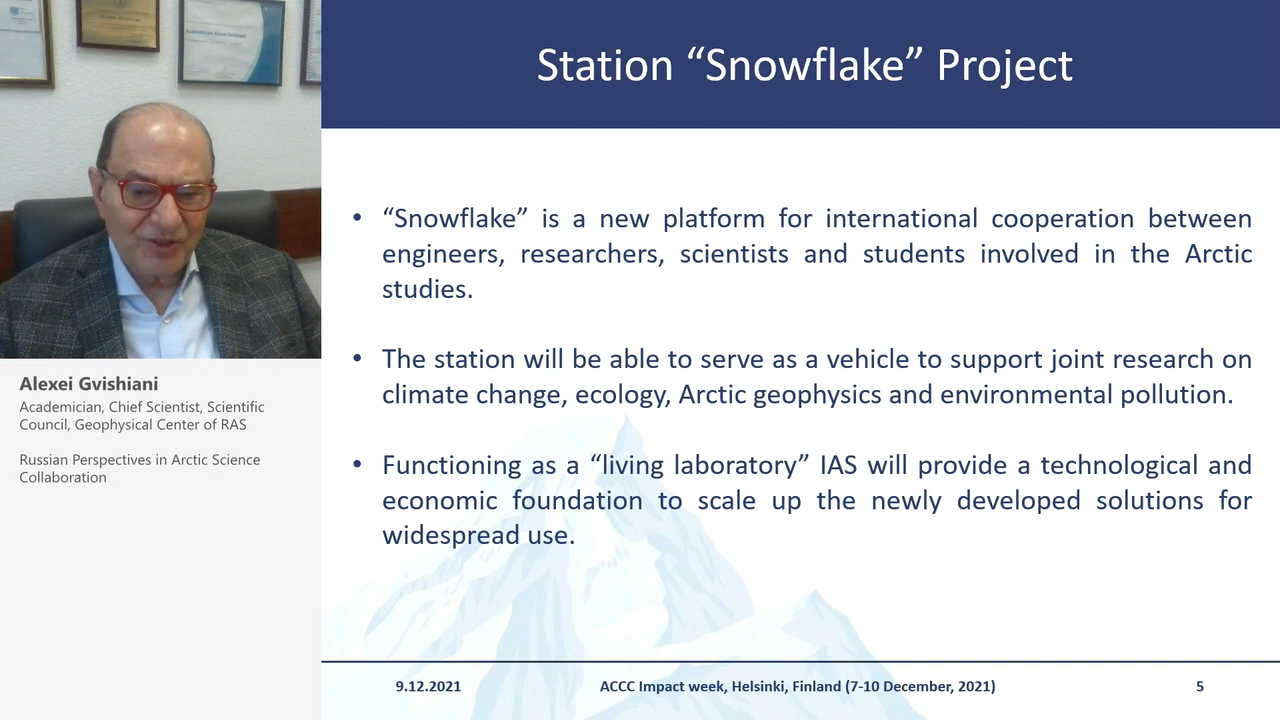 Academician Alexei Gvishiani
Station “Snowflake” Project
• “Snowflake” is a new platform for international cooperation between
engineers, researchers, scientists and students involved in the Arctic
studies.
• The station will be able to serve as a vehicle to support joint research on
climate change, ecology, Arctic geophysics and environmental pollution.
• Functioning as a “living laboratory” IAS will provide a technological and
economic foundation to scale up the newly developed solutions for
widespread use.
Alexei Gvishiani
Academician, Chief Scientist, Scientific
Council, Geophysical Center of RAS
Russian Perspectives in Arctic Science
Collaboration
9.12.2021
ACCC Impact week, Helsinki, Finland (7-10 December, 2021)
5